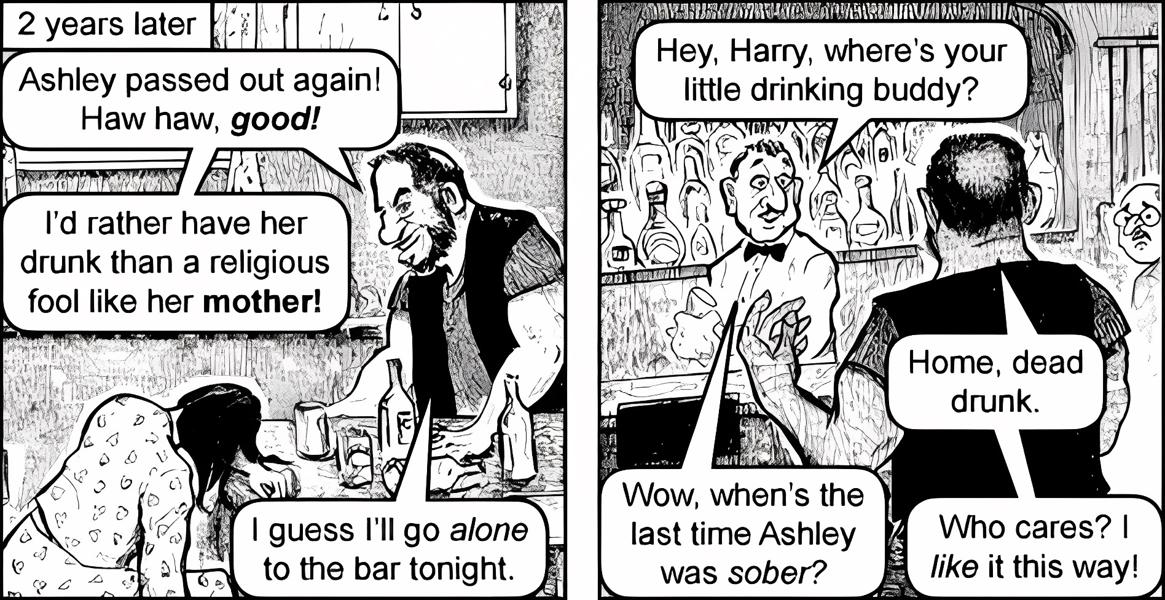 2 years later
Ashley passed out again!
Haw haw, good!
I'd rather have her
drunk than a religious
fool like her mother!
I guess I'll go alone
to the bar tonight.
Hey, Harry, where's your
little drinking buddy?
Home, dead
drunk.
Wow, when's the
last time Ashley
was sober?
Who cares? I
like it this way!